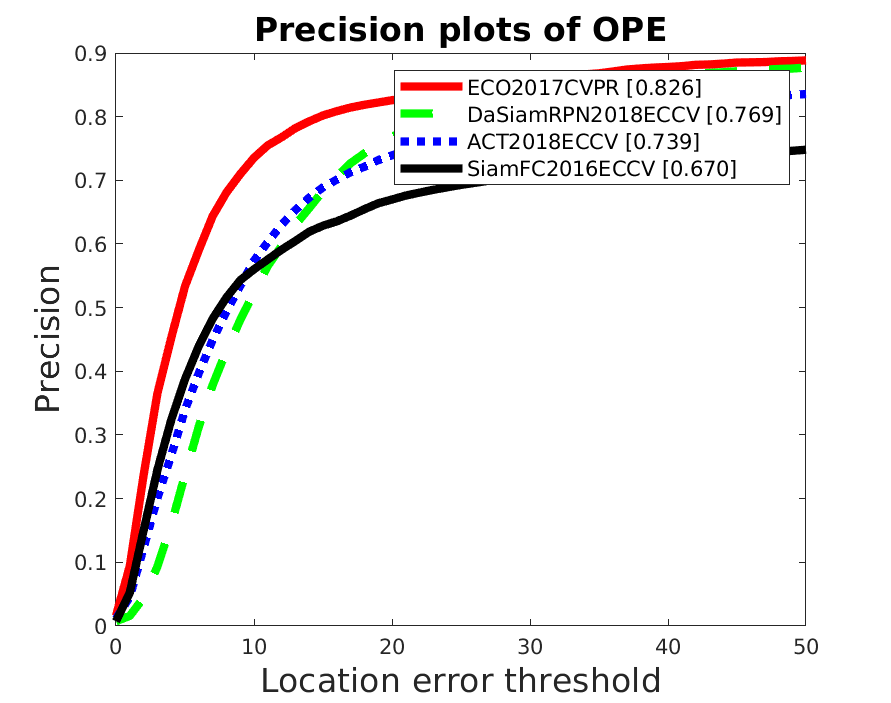 Precision plots of OPE
0.9
0.8
0.7
0.6
0.5
0.4
0.3
0.2
0.1
0
Precision
ECO2017CVPR [0.826]
DaSiamRPN2018ECCV [0.769]
ACT2018ECCV [0.739]
SiamFC2016ECCV [0.670]
0 10 20 30 40 50
Location error threshold